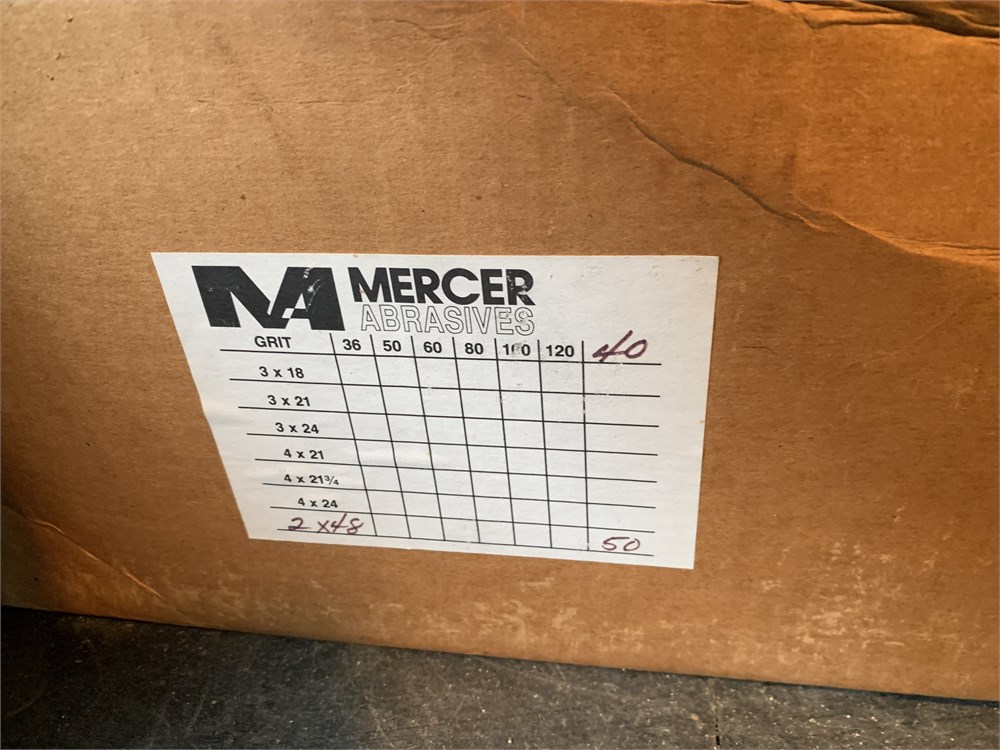 MA MERCER
ABRASIVES
GRIT 36 50 60 80 100 120 40
3 x 18
3 x 21
3 x 24
4 x 21
4 x 21¾
4 x 24
2 x 48 50